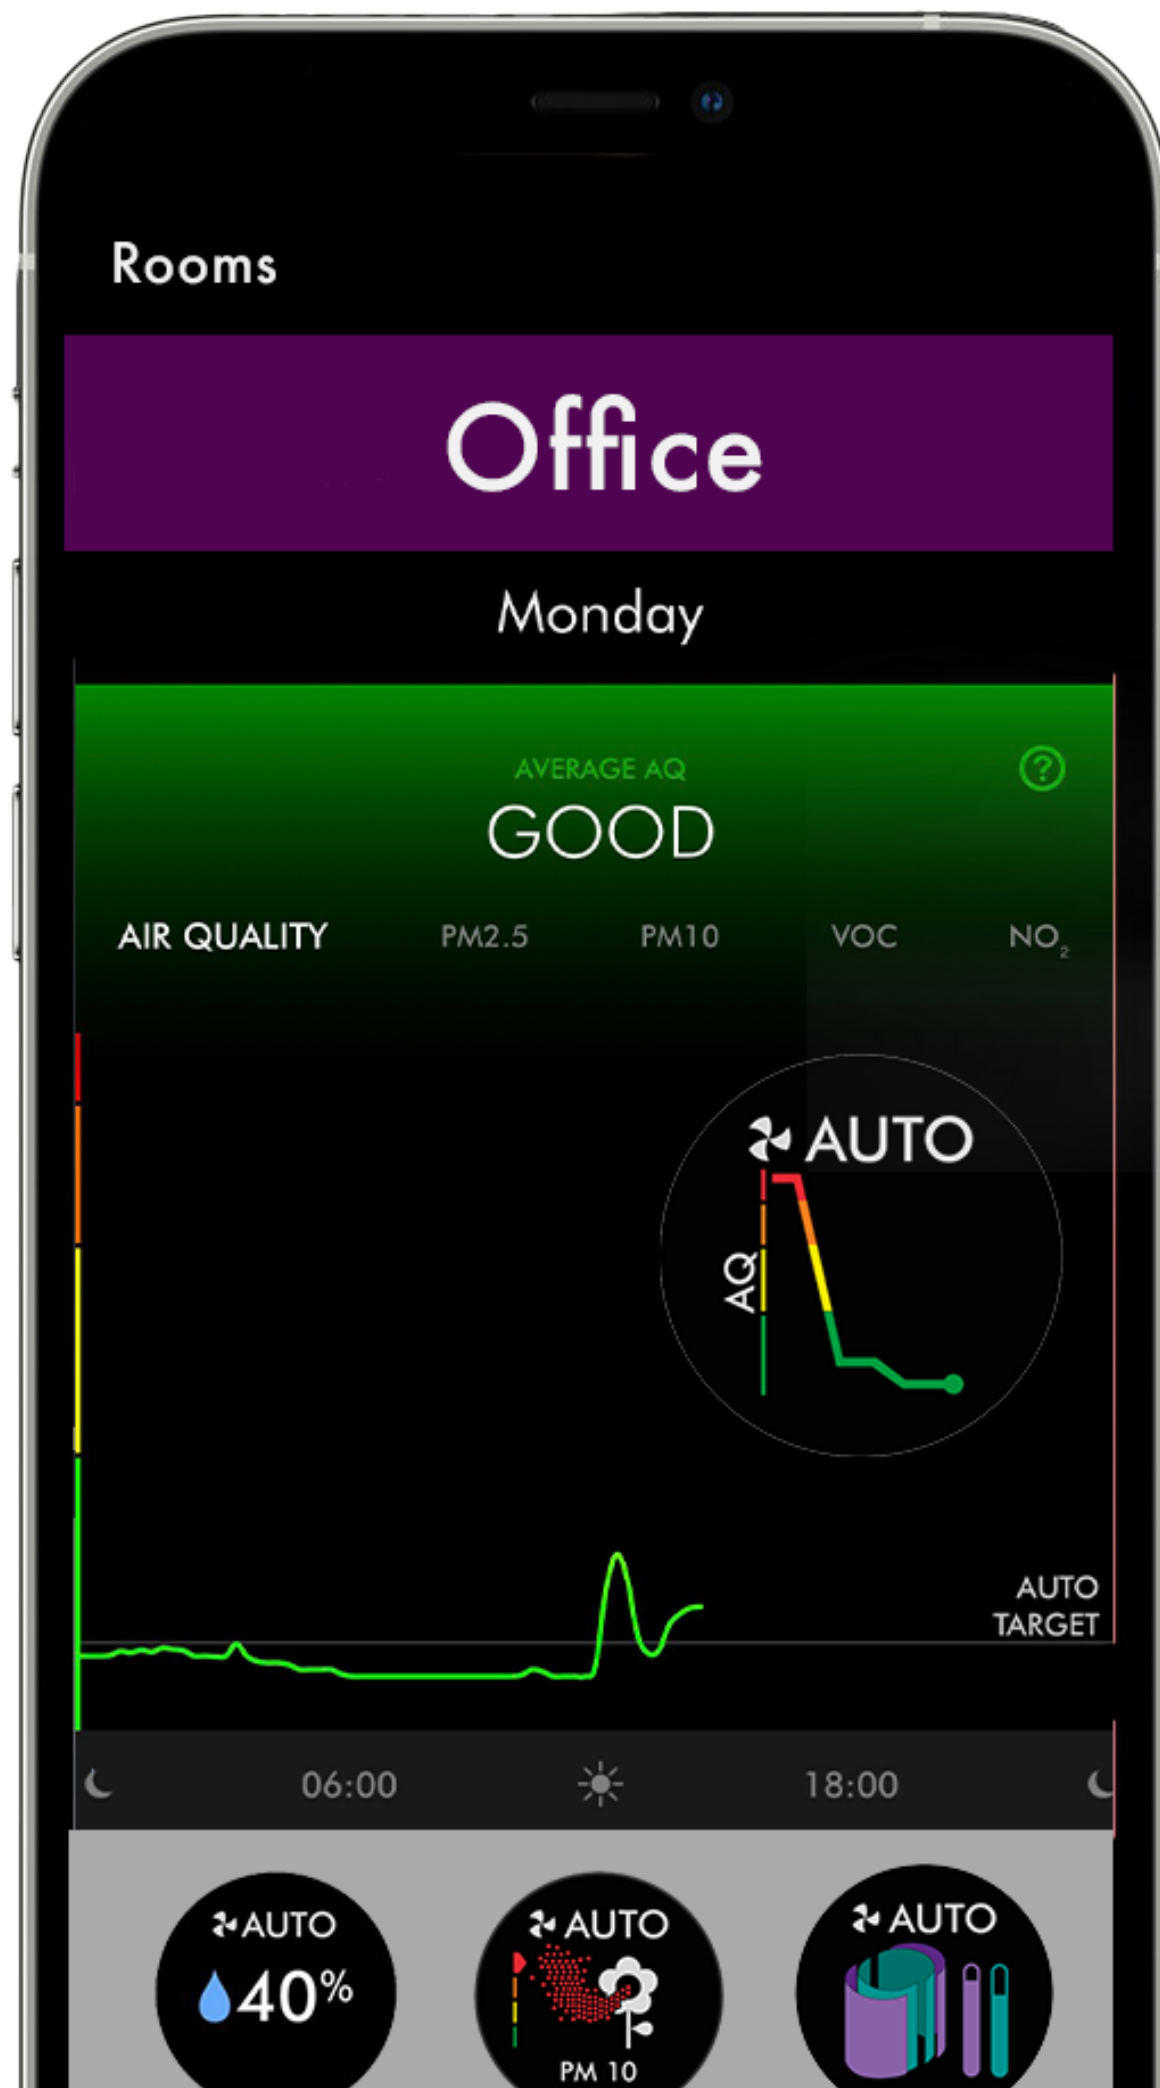 Rooms
Office
Monday
AVERAGE AQ
?
GOOD
AIR QUALITY PM2.5 PM10 VOC NO₂
AUTO
AQ
AUTO
TARGET
06:00 18:00
AUTO AUTO AUTO
40%
PM 10